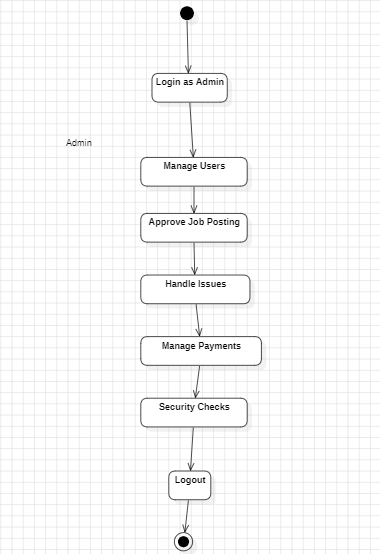 Login as Admin
Admin
Manage Users
Approve Job Posting
Handle Issues
Manage Payments
Security Checks
Logout